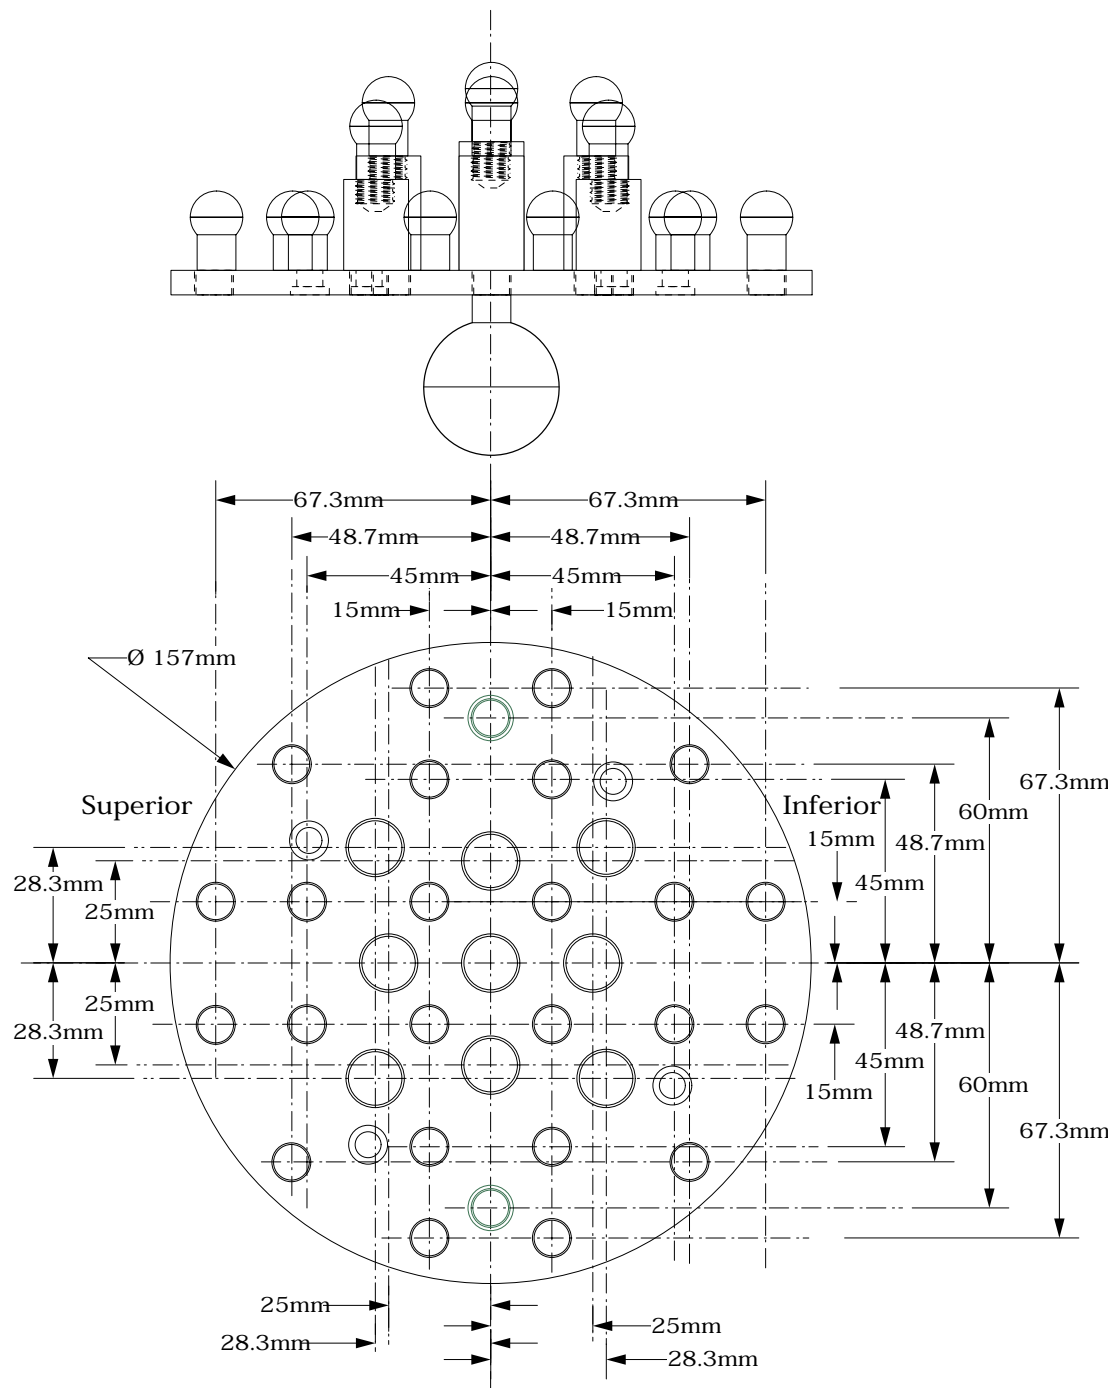 67.3mm 67.3mm
48.7mm 48.7mm
45mm 45mm
15mm 15mm
Ø 157mm
67.3mm
Superior Inferior 60mm
15mm 48.7mm
28.3mm 45mm
25mm
25mm
28.3mm 48.7mm
45mm
15mm 60mm
67.3mm
25mm
25mm
28.3mm
28.3mm